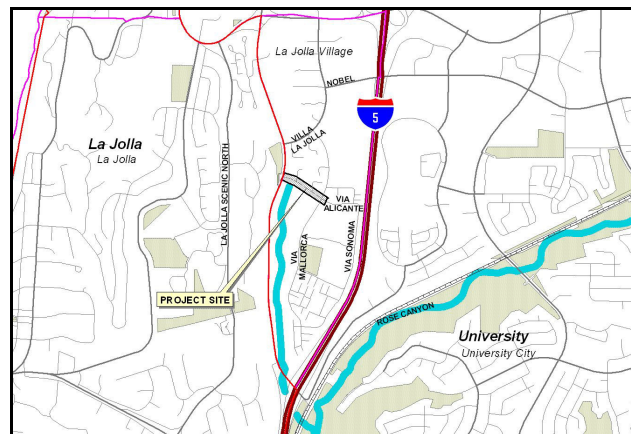 La Jolla Village
NOBEL
5
VILLA
LA JOLLA
La Jolla
La Jolla
LA JOLLA SCENIC NORTH
VIA
ALICANTE
VIA
MALLORCA
VIA SONOMA
PROJECT SITE
ROSE CANYON
University
University City